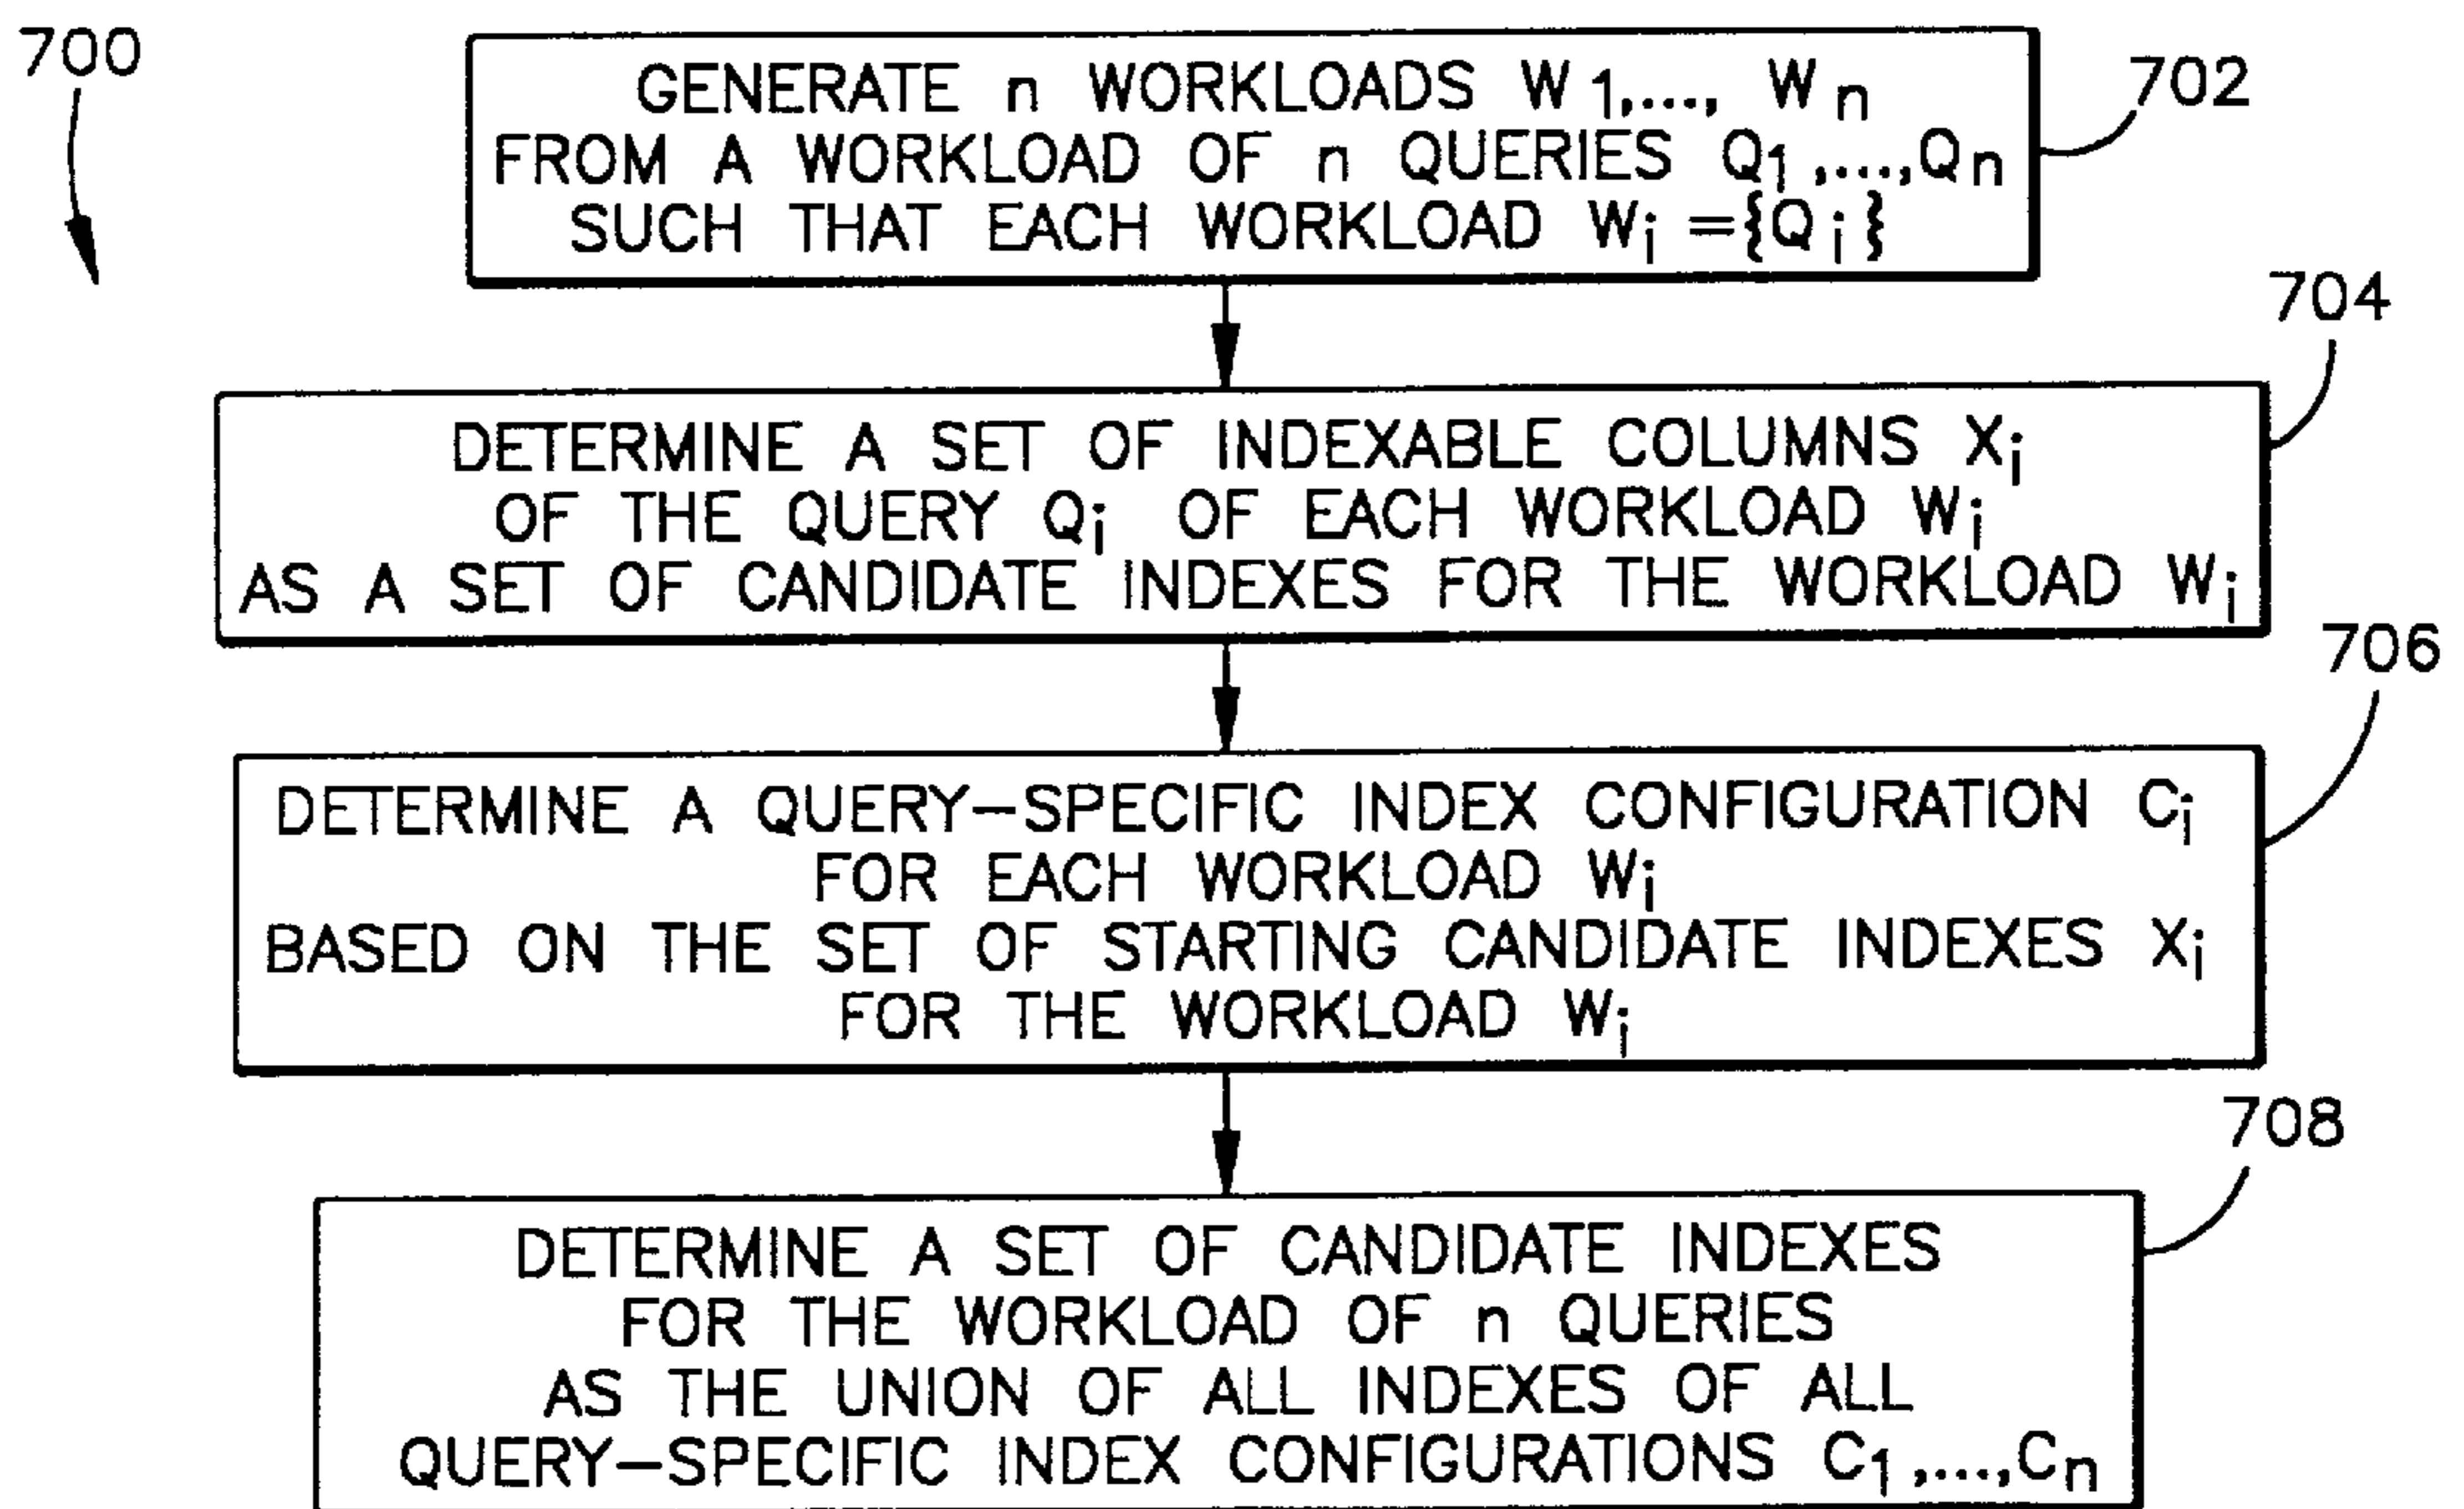 700
GENERATE n WORKLOADS W1,..., Wn
FROM A WORKLOAD OF n QUERIES Q1,...,Qn
SUCH THAT EACH WORKLOAD Wi={Qi}
702
DETERMINE A SET OF INDEXABLE COLUMNS Xi
OF THE QUERY Qi OF EACH WORKLOAD Wi
AS A SET OF CANDIDATE INDEXES FOR THE WORKLOAD Wi
704
DETERMINE A QUERY-SPECIFIC INDEX CONFIGURATION Ci
FOR EACH WORKLOAD Wi
BASED ON THE SET OF STARTING CANDIDATE INDEXES Xi
FOR THE WORKLOAD Wi
706
DETERMINE A SET OF CANDIDATE INDEXES
FOR THE WORKLOAD OF n QUERIES
AS THE UNION OF ALL INDEXES OF ALL
QUERY-SPECIFIC INDEX CONFIGURATIONS C1,...,Cn
708